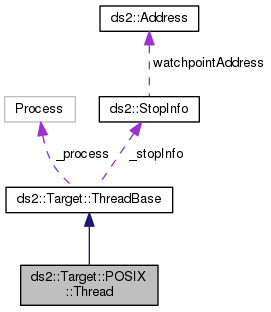 ds2::Address
watchpointAddress
Process
ds2::StopInfo
_process
_stopInfo
ds2::Target::ThreadBase
ds2::Target::POSIX
::Thread